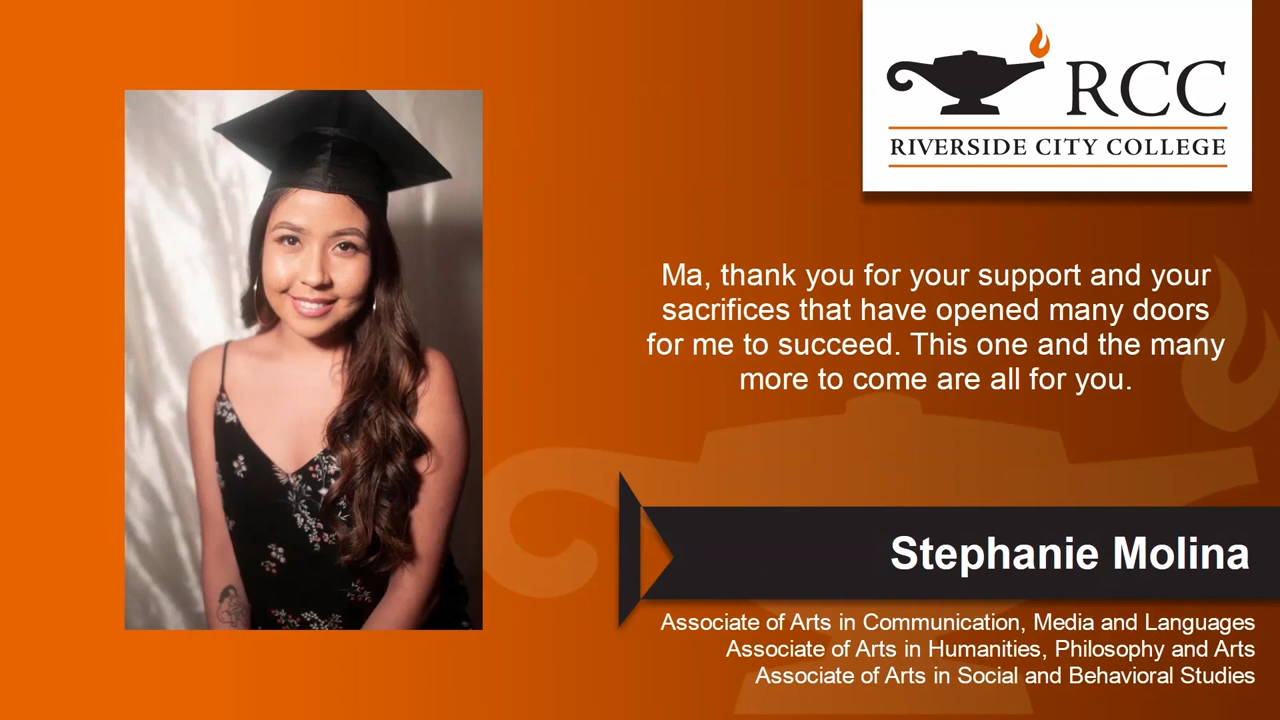 RCC
RIVERSIDE CITY COLLEGE
Ma, thank you for your support and your
sacrifices that have opened many doors
for me to succeed. This one and the many
more to come are all for you.
Stephanie Molina
Associate of Arts in Communication, Media and Languages
Associate of Arts in Humanities, Philosophy and Arts
Associate of Arts in Social and Behavioral Studies